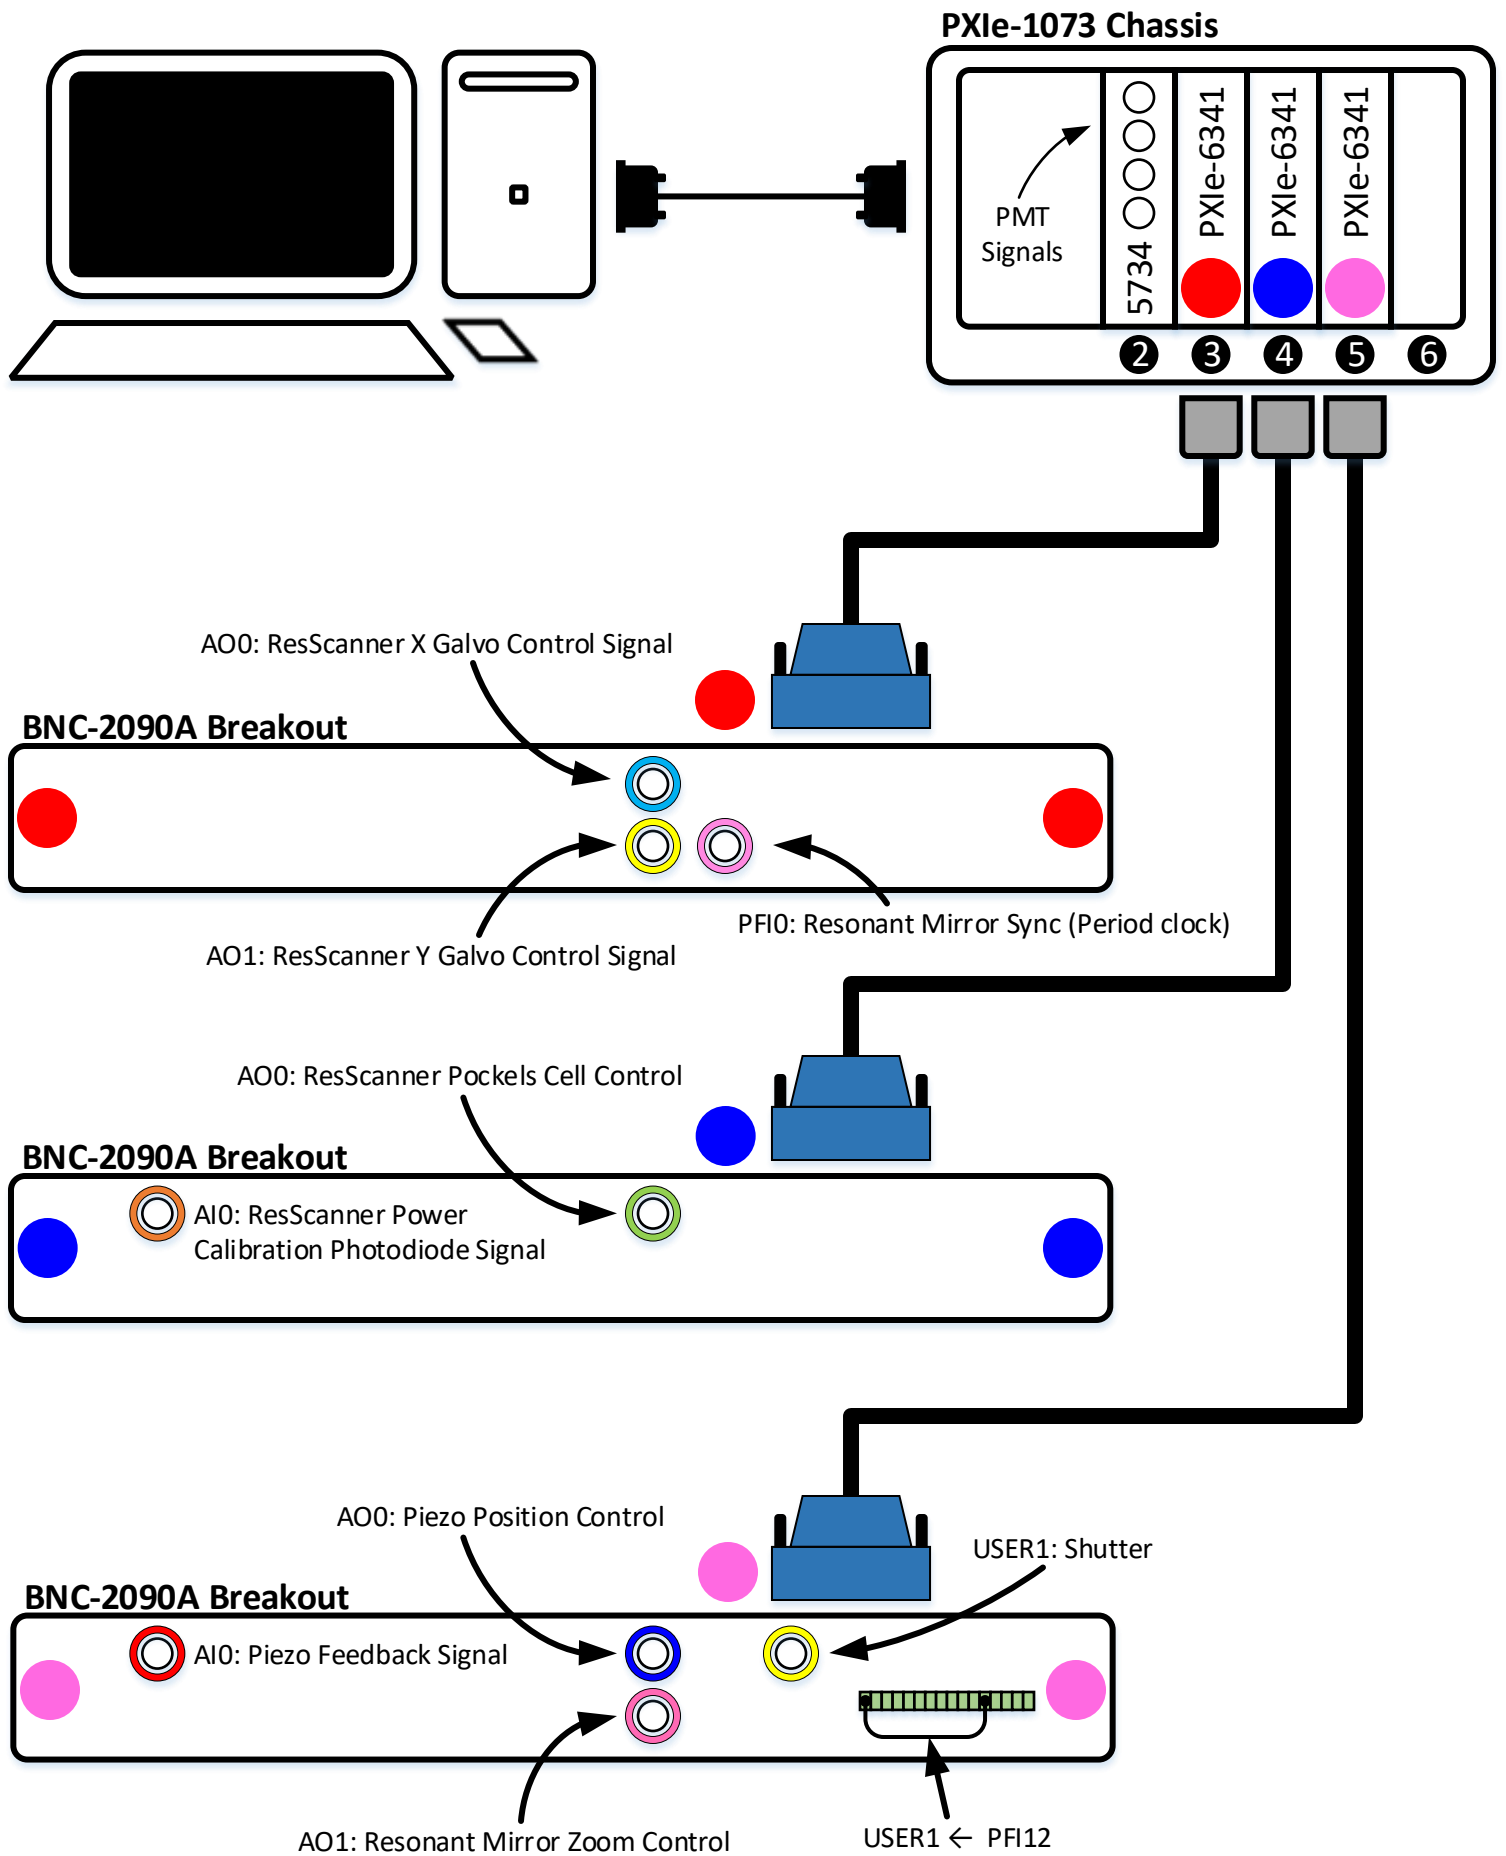 PXIe-1073 Chassis
PMT
Signals
5734
PXIe-6341
PXIe-6341
PXIe-6341
2
3
4
5
6
AO0: ResScanner X Galvo Control Signal
BNC-2090A Breakout
PFI0: Resonant Mirror Sync (Period clock)
AO1: ResScanner Y Galvo Control Signal
AO0: ResScanner Pockels Cell Control
BNC-2090A Breakout
AI0: ResScanner Power
Calibration Photodiode Signal
AO0: Piezo Position Control
USER1: Shutter
BNC-2090A Breakout
AI0: Piezo Feedback Signal
AO1: Resonant Mirror Zoom Control
USER1 ← PFI12